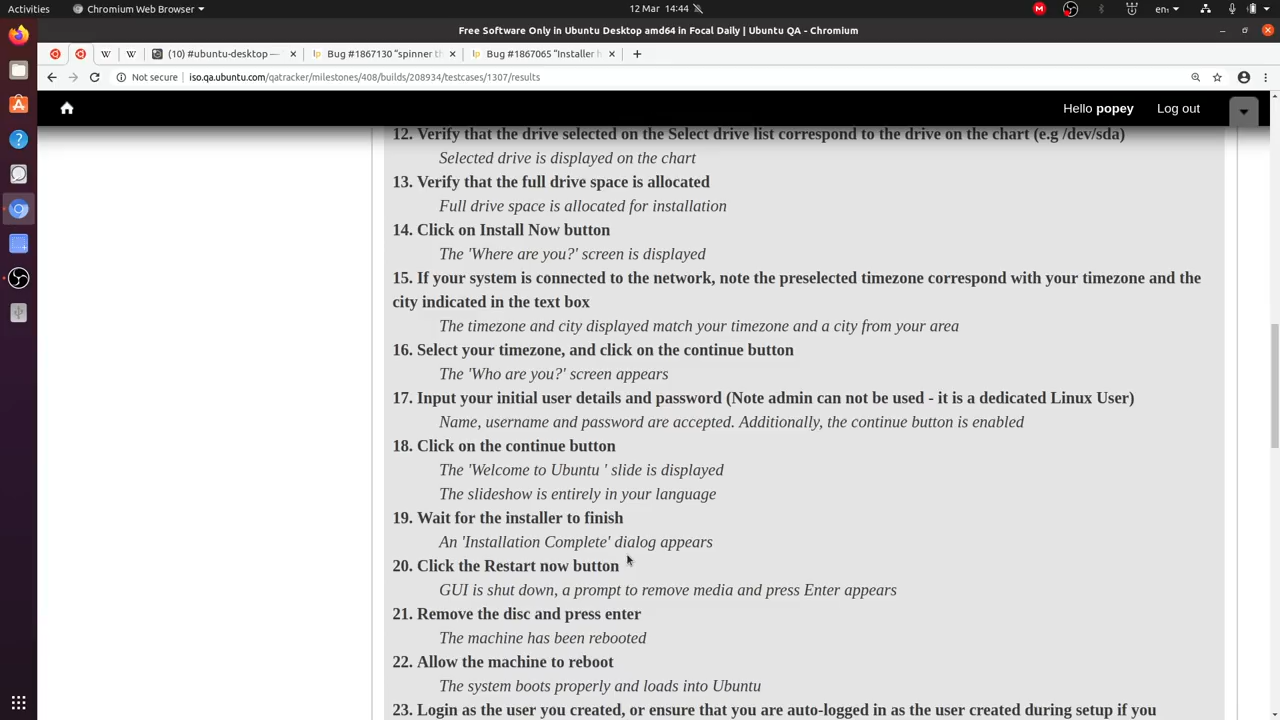 Activities
Chromium Web Browser
12 Mar 14:44
en
Free Software Only in Ubuntu Desktop amd64 in Focal Daily | Ubuntu QA - Chromium
(10) #ubuntu-desktop —
Bug #1867130 "spinner th
Bug #1867065 "Installer h
Not secure
iso.qa.ubuntu.com/qatracker/milestones/408/builds/208934/testcases/1307/results
Hello popey
Log out
12. Verify that the drive selected on the Select drive list correspond to the drive on the chart (e.g /dev/sda)
Selected drive is displayed on the chart
13. Verify that the full drive space is allocated
Full drive space is allocated for installation
14. Click on Install Now button
The 'Where are you?' screen is displayed
15. If your system is connected to the network, note the preselected timezone correspond with your timezone and the
city indicated in the text box
The timezone and city displayed match your timezone and a city from your area
16. Select your timezone, and click on the continue button
The 'Who are you?' screen appears
17. Input your initial user details and password (Note admin can not be used - it is a dedicated Linux User)
Name, username and password are accepted. Additionally, the continue button is enabled
18. Click on the continue button
The 'Welcome to Ubuntu ' slide is displayed
The slideshow is entirely in your language
19. Wait for the installer to finish
An 'Installation Complete' dialog appears
20. Click the Restart now button
GUI is shut down, a prompt to remove media and press Enter appears
21. Remove the disc and press enter
The machine has been rebooted
22. Allow the machine to reboot
The system boots properly and loads into Ubuntu
23. Login as the user you created, or ensure that you are auto-logged in as the user created during setup if you